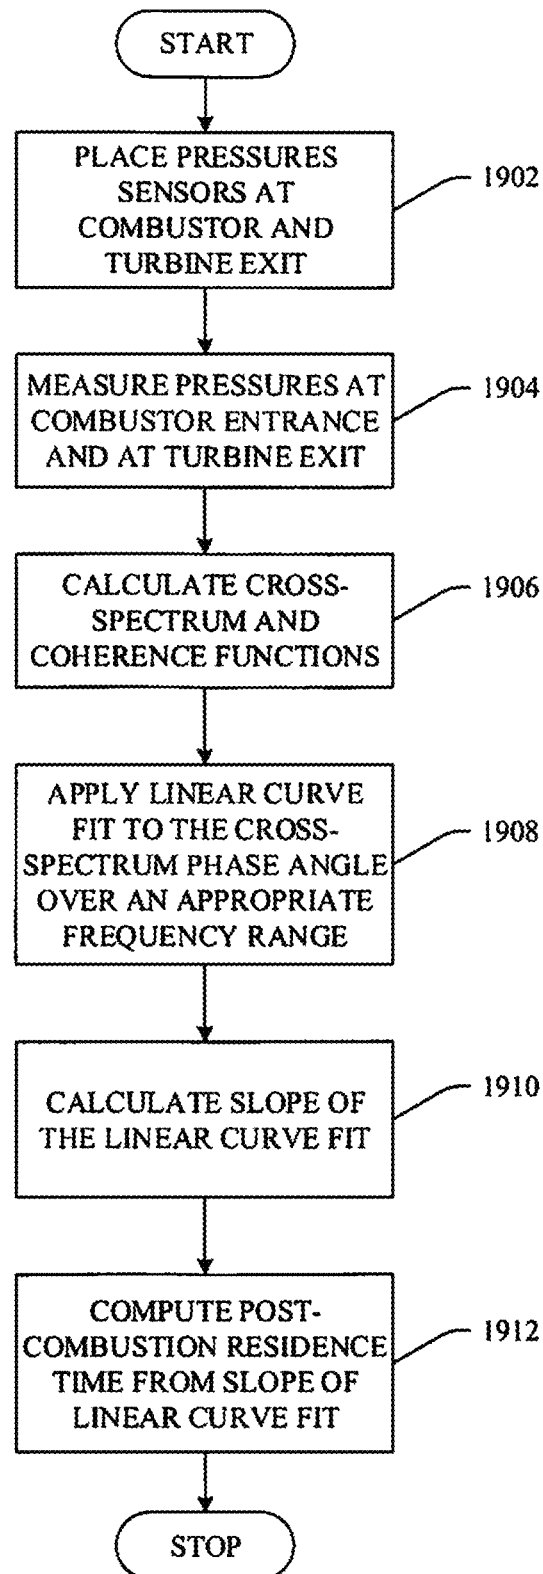 START
PLACE PRESSURES
SENSORS AT
COMBUSTOR AND
TURBINE EXIT
1902
MEASURE PRESSURES AT
COMBUSTOR ENTRANCE
AND AT TURBINE EXIT
1904
CALCULATE CROSS-
SPECTRUM AND
COHERENCE FUNCTIONS
1906
APPLY LINEAR CURVE
FIT TO THE CROSS-
SPECTRUM PHASE ANGLE
OVER AN APPROPRIATE
FREQUENCY RANGE
1908
CALCULATE SLOPE OF
THE LINEAR CURVE FIT
1910
COMPUTE POST-
COMBUSTION RESIDENCE
TIME FROM SLOPE OF
LINEAR CURVE FIT
1912
STOP